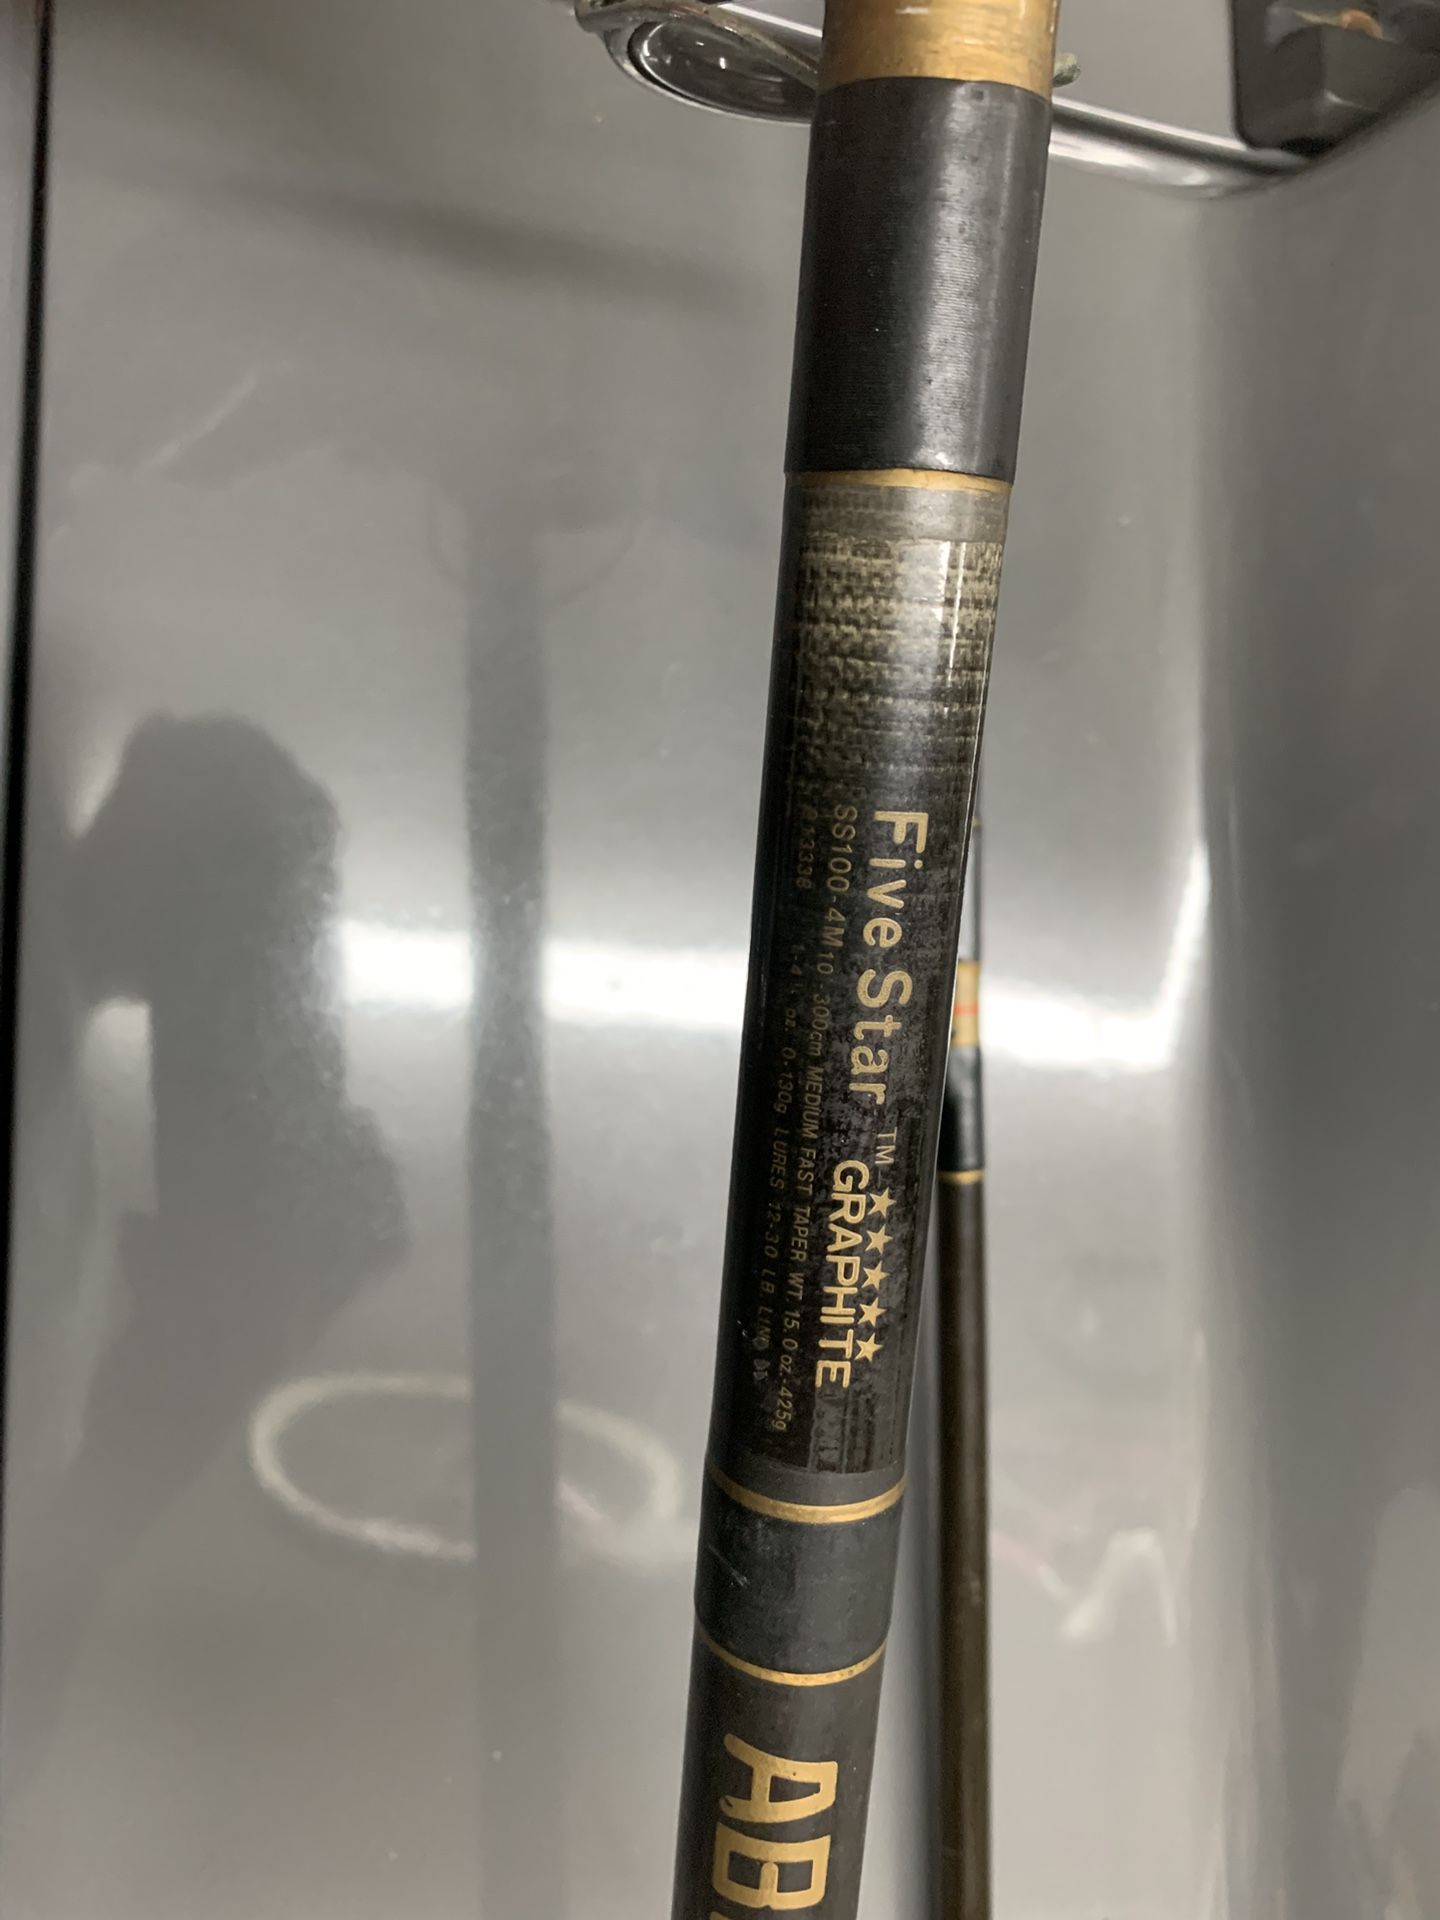 Five Star ™ ★★★★★
GRAPHITE
SS100-4M 10 -300cm MEDIUM FAST TAPER WT. 15.0 oz.-425g
oz. 0-130g LURES 12-30 LB. LINE
AB